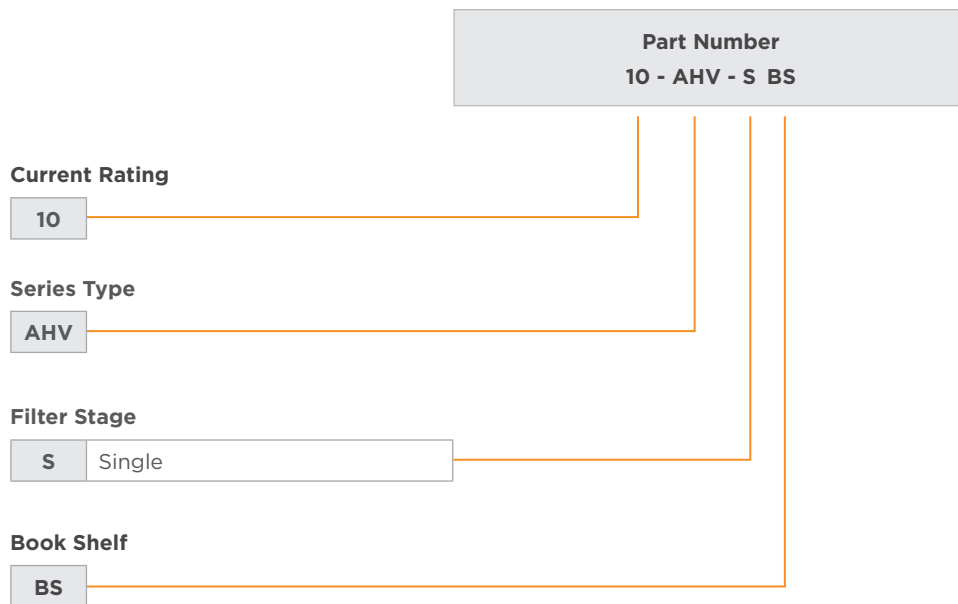 Part Number
10 - AHV - S BS
Current Rating
10
Series Type
AHV
Filter Stage
S Single
Book Shelf
BS